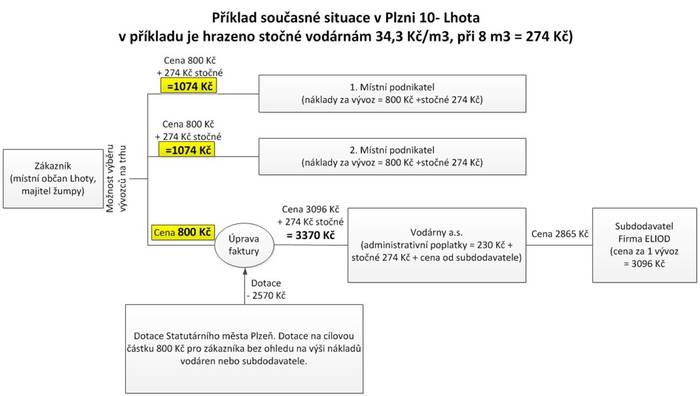 Příklad současné situace v Plzni 10- Lhota
v příkladu je hrazeno stočné vodárnám 34,3 Kč/m3, při 8 m3 = 274 Kč)
Cena 800 Kč
+ 274 Kč stočné
=1074 Kč
1. Místní podnikatel
(náklady za vývoz = 800 Kč +stočné 274 Kč)
Cena 800 Kč
+ 274 Kč stočné
=1074 Kč
2. Místní podnikatel
(náklady za vývoz = 800 Kč +stočné 274 Kč)
Zákazník
(místní občan Lhoty,
majitel žumpy)
Možnost výběru
vývozců na trhu
Cena 800 Kč
Úprava
faktury
Cena 3096 Kč
+ 274 Kč stočné
= 3370 Kč
Vodárny a.s.
(administrativní poplatky = 230 Kč +
stočné 274 Kč + cena od subdodavatele)
Cena 2865 Kč
Subdodavatel
Firma ELIOD
(cena za 1 vývoz
= 3096 Kč
Dotace
- 2570 Kč
Dotace Statutárního města Plzeň. Dotace na cílovou
částku 800 Kč pro zákazníka bez ohledu na výši nákladů
vodáren nebo subdodavatele.